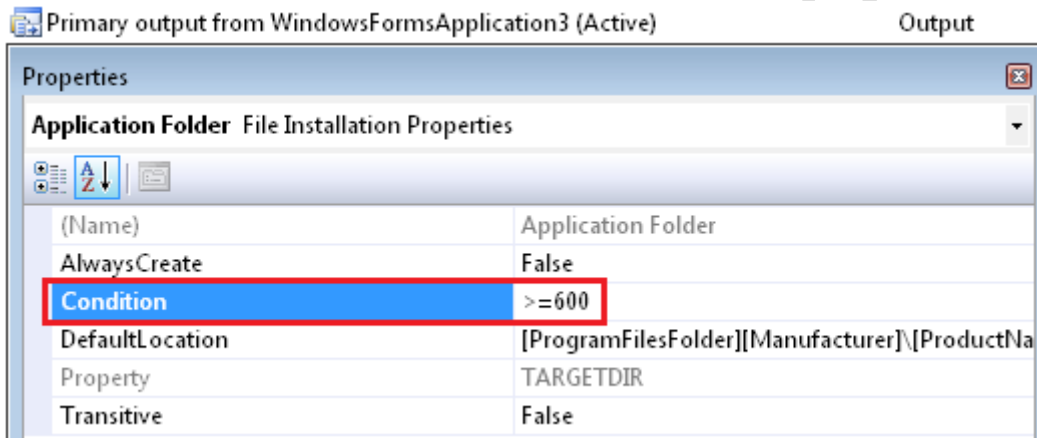 Primary output from WindowsFormsApplication3 (Active) Output
Properties
Application Folder File Installation Properties
(Name) Application Folder
AlwaysCreate False
Condition >=600
DefaultLocation [ProgramFilesFolder][Manufacturer]\[ProductNa
Property TARGETDIR
Transitive False